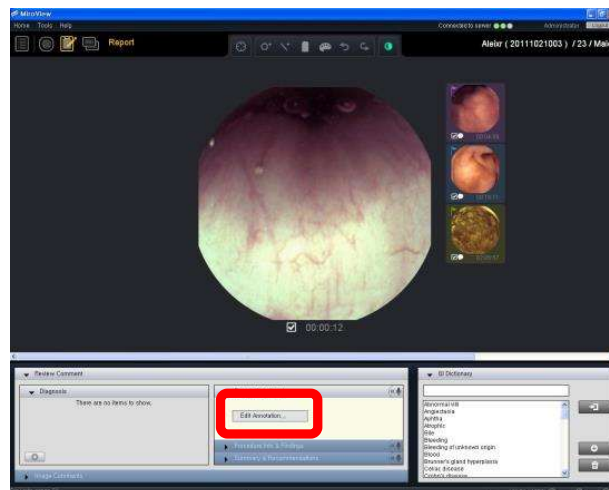 MiroView
Home Tools Help
Connected to server
Administrator
Report
Aleixr ( 20111021003 ) / 23 / Male
00:00:12
Review Comment
Diagnosis
There are no items to show.
Edit Annotation...
Procedure Info & Findings
Summary & Recommendations
Image Comments
GI Dictionary
Abnormal villi
Angiectasia
Aphtha
Atrophic
Bile
Bleeding
Bleeding of unknown origin
Blood
Brunner's gland hyperplasia
Celiac disease
Crohn's disease